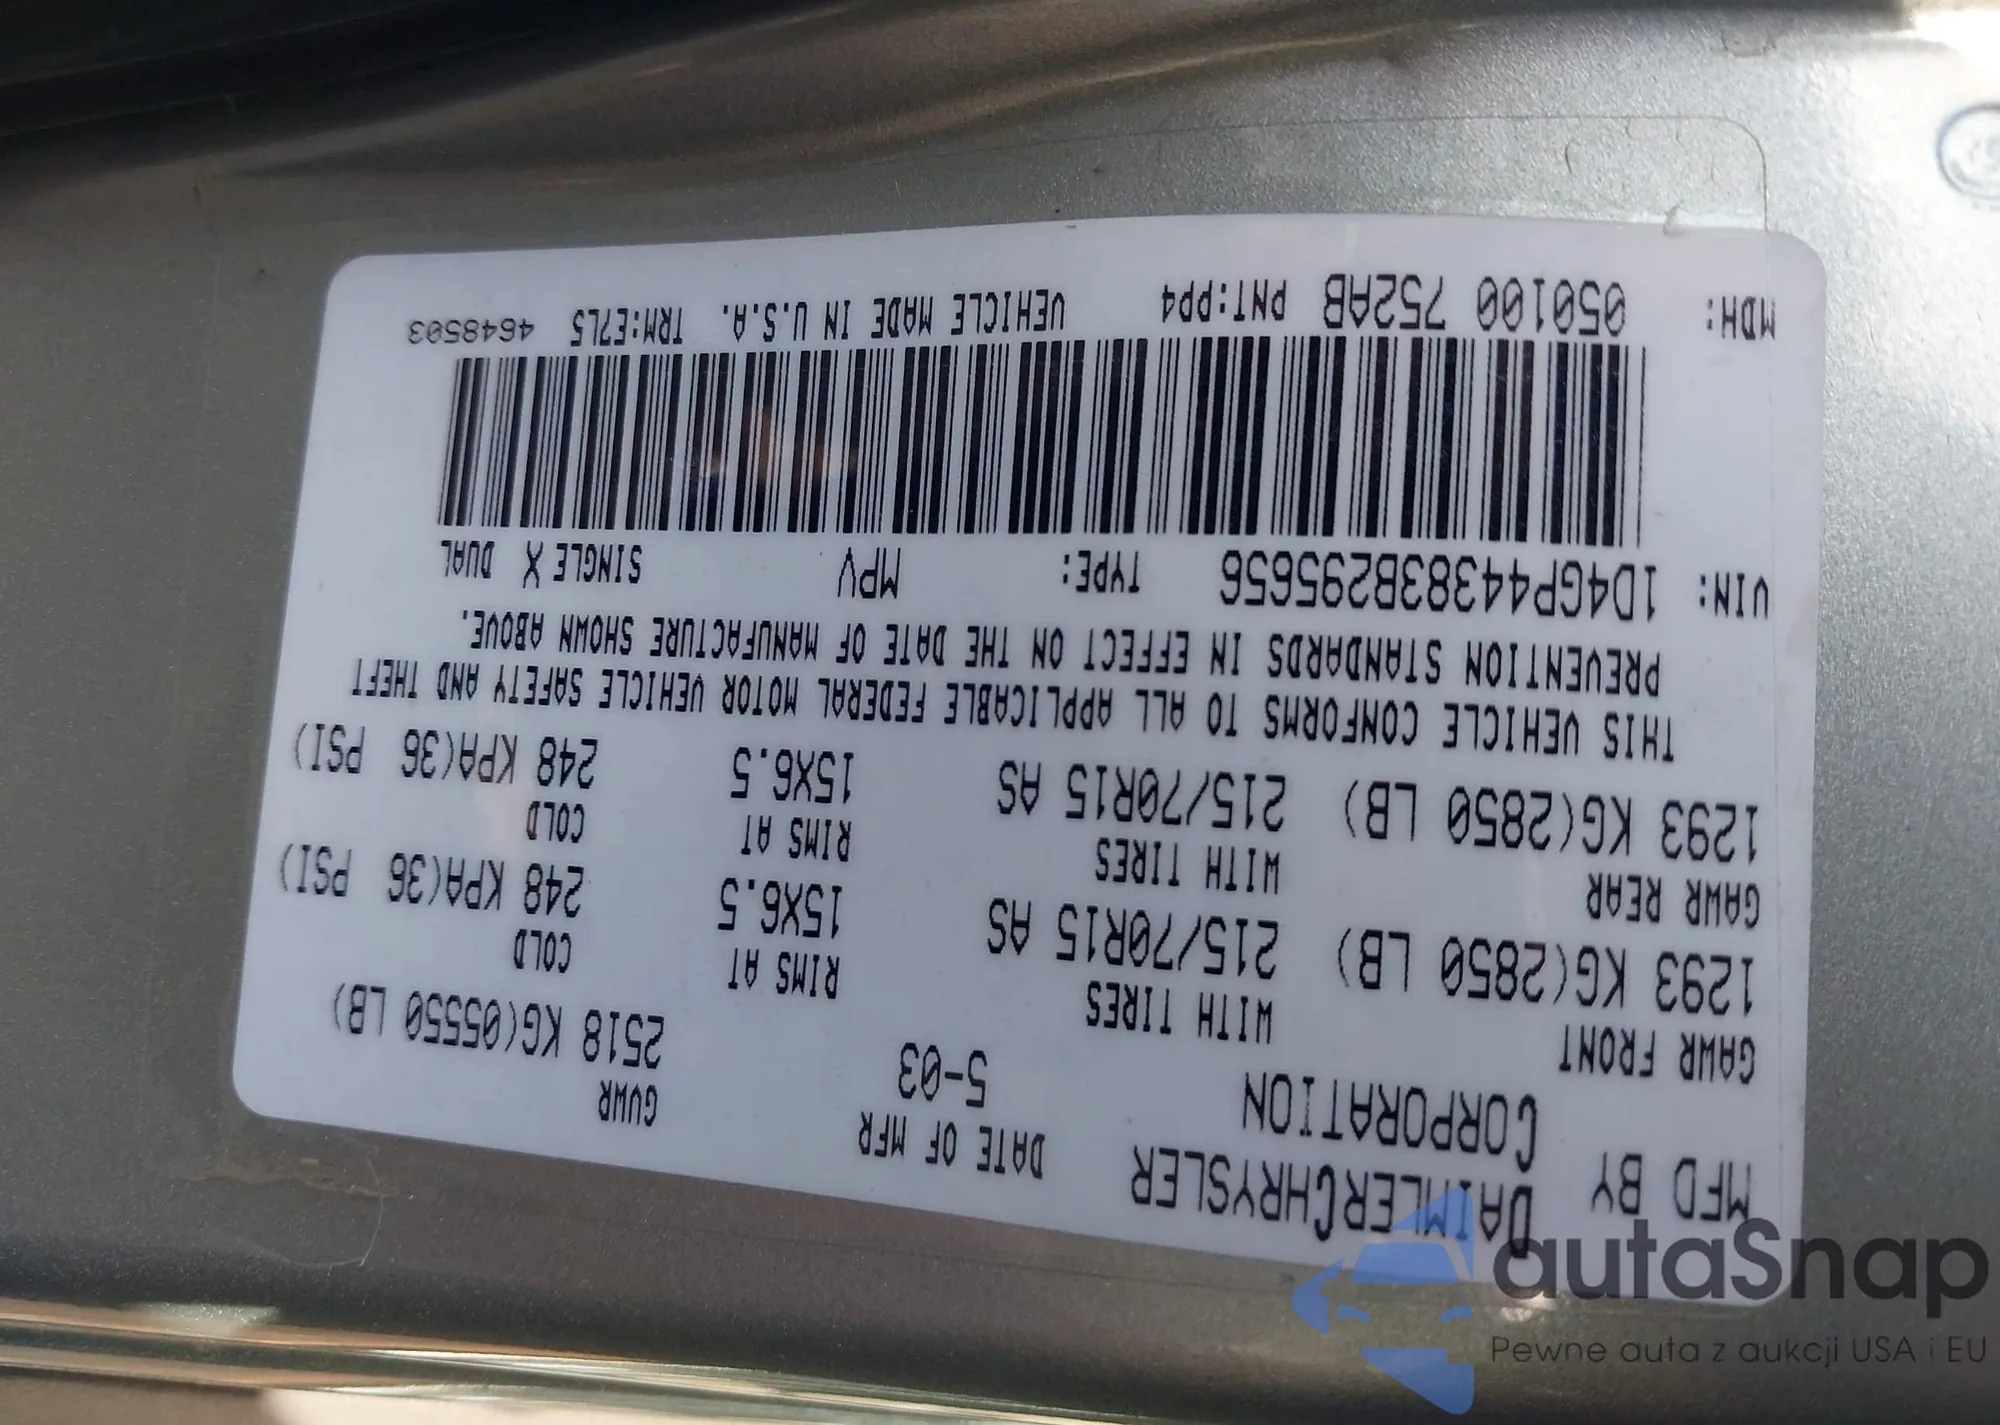 MFD BY DAIMLERCHRYSLER CORPORATION DATE OF MFR 5-03 GVWR 2518 KG(05550 LB)
GAWR FRONT WITH TIRES RIMS AT COLD
1293 KG(2850 LB) 215/70R15 AS 15X6.5 248 KPA(36 PSI)
GAWR REAR WITH TIRES RIMS AT COLD
1293 KG(2850 LB) 215/70R15 AS 15X6.5 248 KPA(36 PSI)
THIS VEHICLE CONFORMS TO ALL APPLICABLE FEDERAL MOTOR VEHICLE SAFETY AND THEFT
PREVENTION STANDARDS IN EFFECT ON THE DATE OF MANUFACTURE SHOWN ABOVE.
VIN: 1D4GP44383B295656 TYPE: MPV SINGLE X DUAL
MDH: 050100 752AB PNT:PP4 VEHICLE MADE IN U.S.A. TRM:E7L5 4648503
autaSnap
Pewne auta z aukcji USA i EU